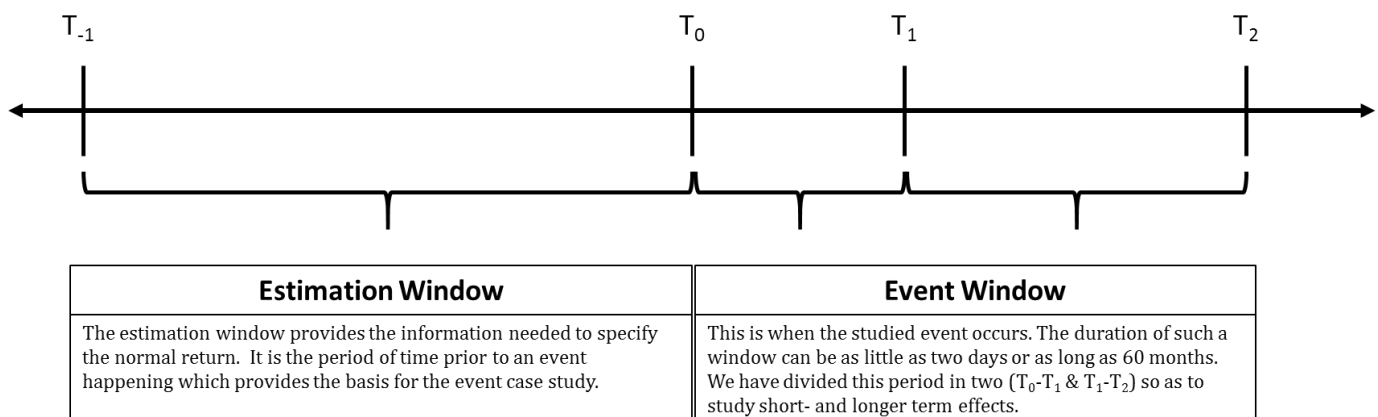 T-1 T0 T1 T2
Estimation Window
The estimation window provides the information needed to specify
the normal return. It is the period of time prior to an event
happening which provides the basis for the event case study.
Event Window
This is when the studied event occurs. The duration of such a
window can be as little as two days or as long as 60 months.
We have divided this period in two (T0-T1 & T1-T2) so as to
study short- and longer term effects.